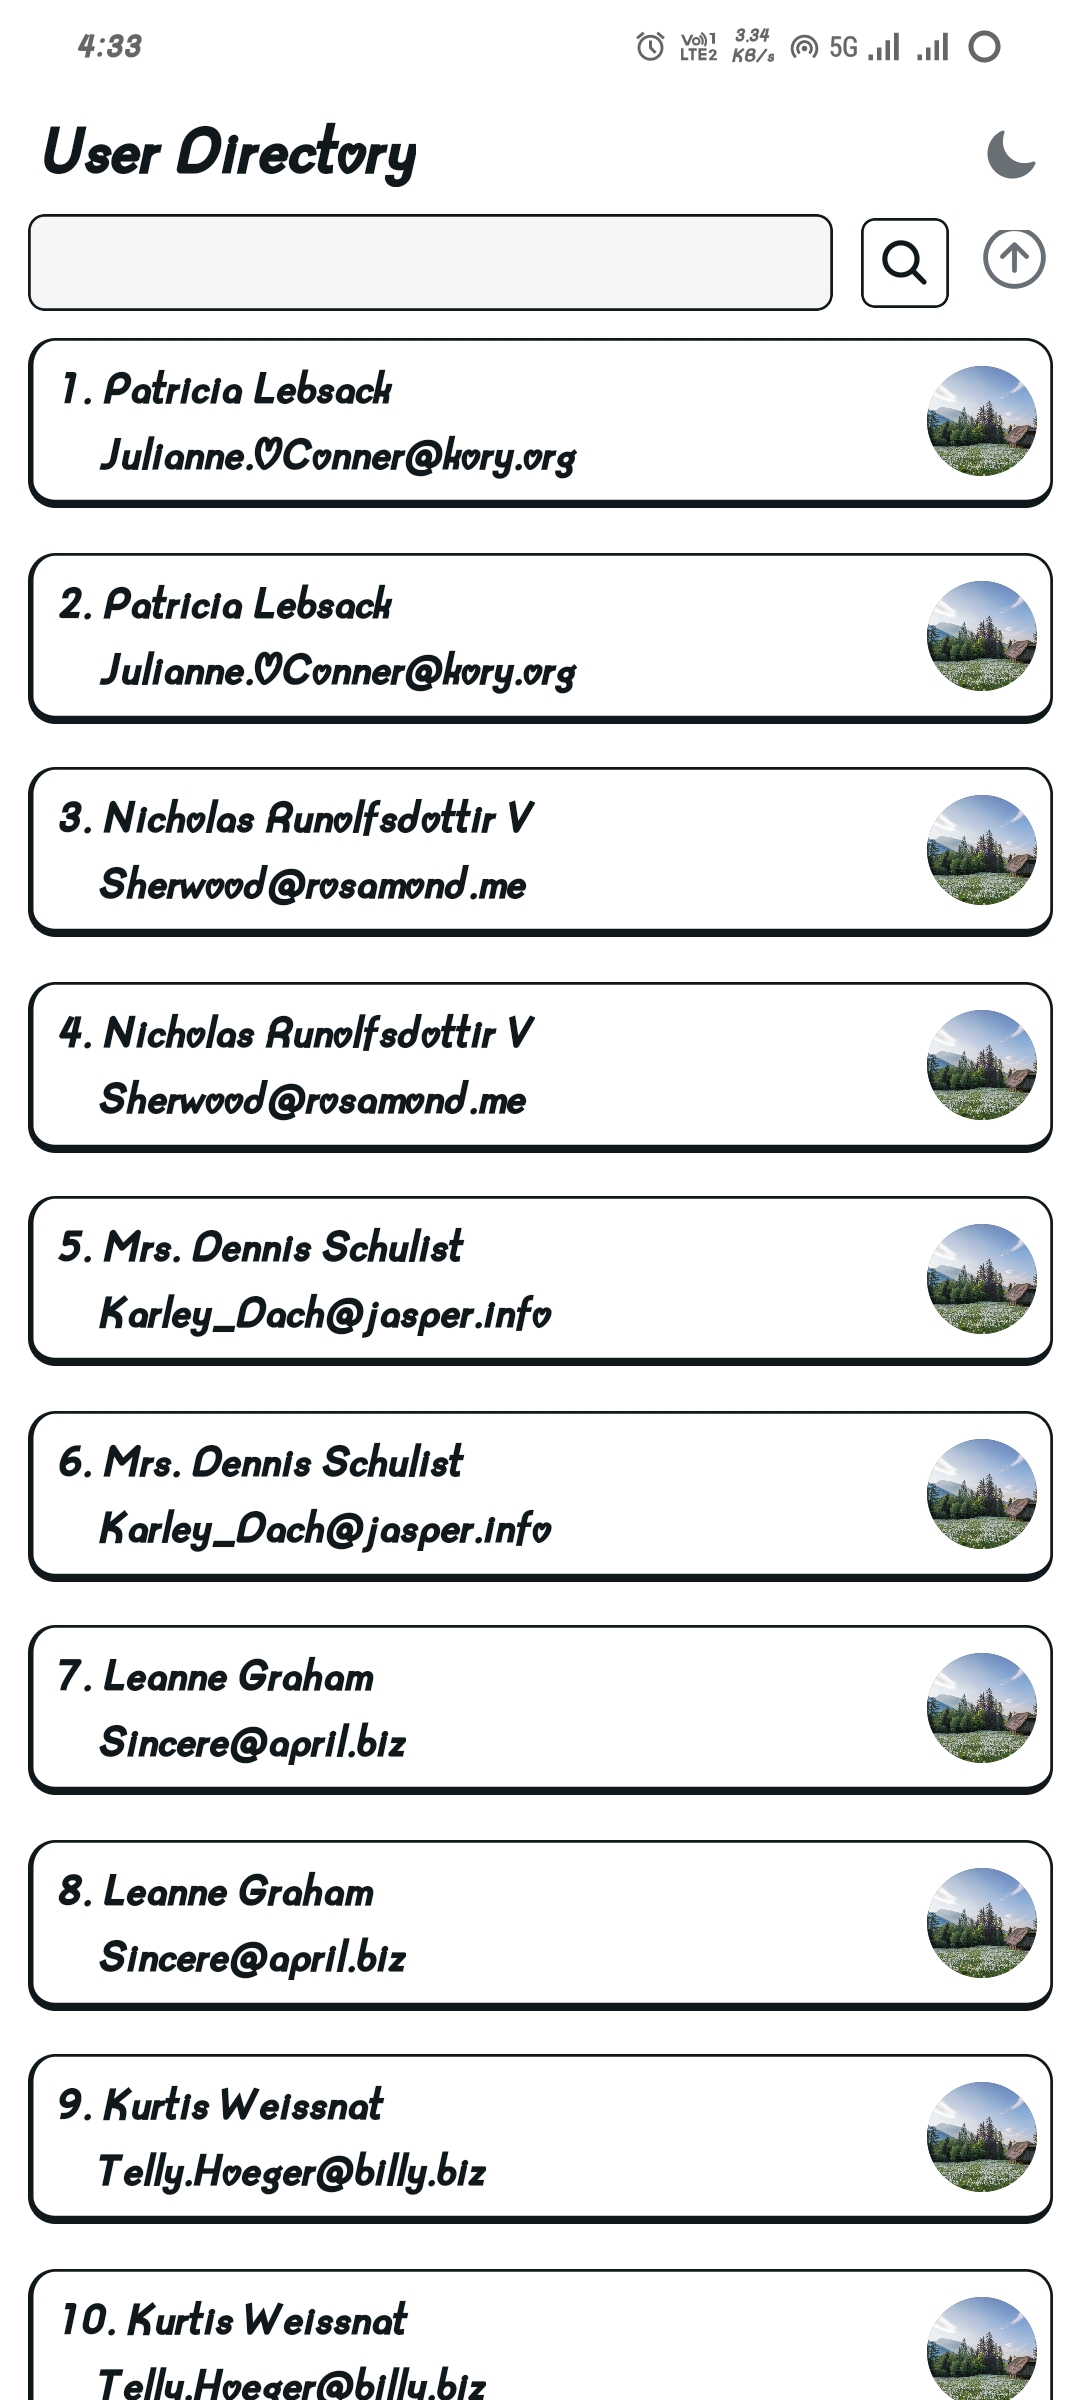 4:33
Vo)) 1 LTE2 3.34 KB/s 5G
User Directory
1. Patricia Lebsack
Julianne.OConner@kory.org
2. Patricia Lebsack
Julianne.OConner@kory.org
3. Nicholas Runolfsdottir V
Sherwood@rosamond.me
4. Nicholas Runolfsdottir V
Sherwood@rosamond.me
5. Mrs. Dennis Schulist
Karley_Dach@jasper.info
6. Mrs. Dennis Schulist
Karley_Dach@jasper.info
7. Leanne Graham
Sincere@april.biz
8. Leanne Graham
Sincere@april.biz
9. Kurtis Weissnat
Telly.Hoeger@billy.biz
10. Kurtis Weissnat
Telly.Hoeger@billy.biz